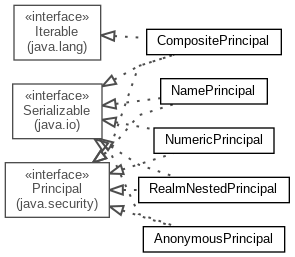 «interface»
Iterable
(java.lang)
CompositePrincipal
«interface»
Serializable
(java.io)
NamePrincipal
NumericPrincipal
«interface»
Principal
(java.security)
RealmNestedPrincipal
AnonymousPrincipal